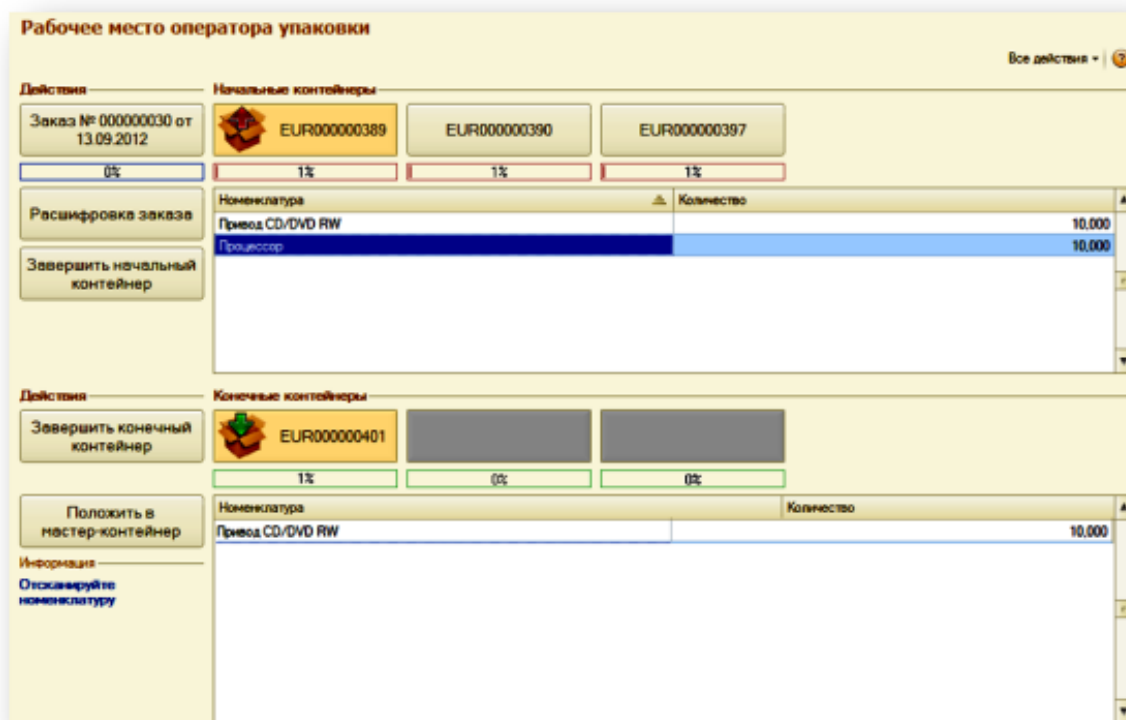 Рабочее место оператора упаковки
Все действия
Действия
Начальные контейнеры
Заказ № 000000030 от
13.09.2012
EUR000000389
EUR000000390
EUR000000397
0%
1%
1%
1%
Расшифровка заказа
Номенклатура
Количество
Привод CD/DVD RW
10,000
Процессор
10,000
Завершить начальный
контейнер
Действия
Конечные контейнеры
Завершить конечный
контейнер
EUR000000401
1%
0%
0%
Положить в
мастер-контейнер
Номенклатура
Количество
Привод CD/DVD RW
10,000
Информация
Отсканируйте
номенклатуру